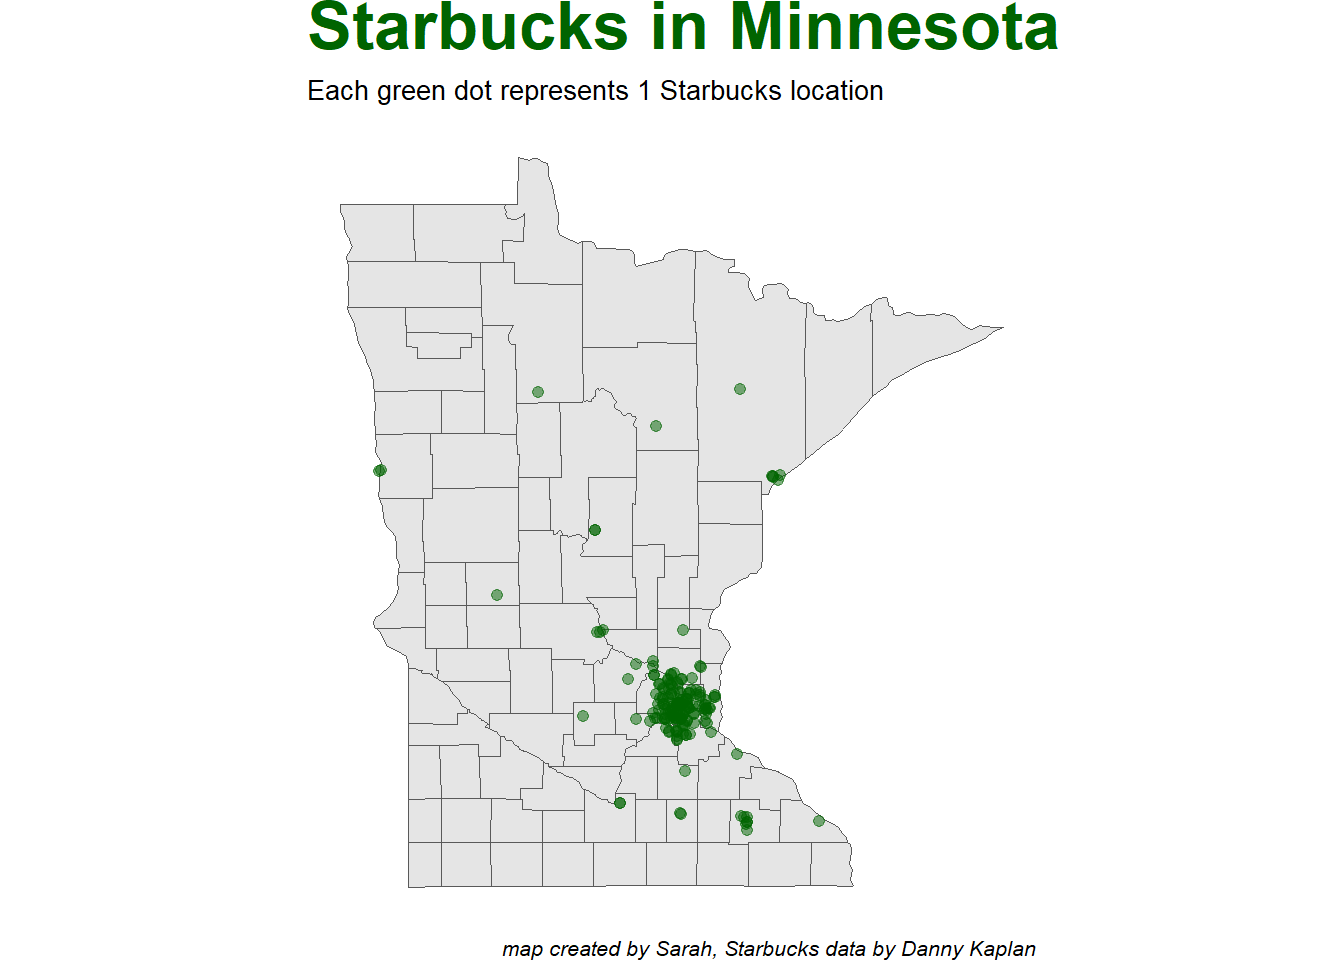 Starbucks in Minnesota
Each green dot represents 1 Starbucks location
map created by Sarah, Starbucks data by Danny Kaplan